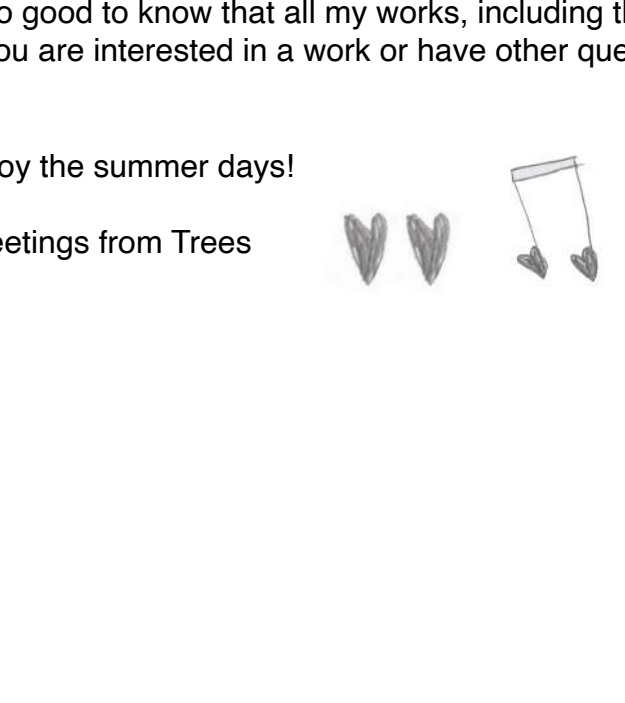 o good to know that all my works, including th
ou are interested in a work or have other que
oy the summer days!
eetings from Trees